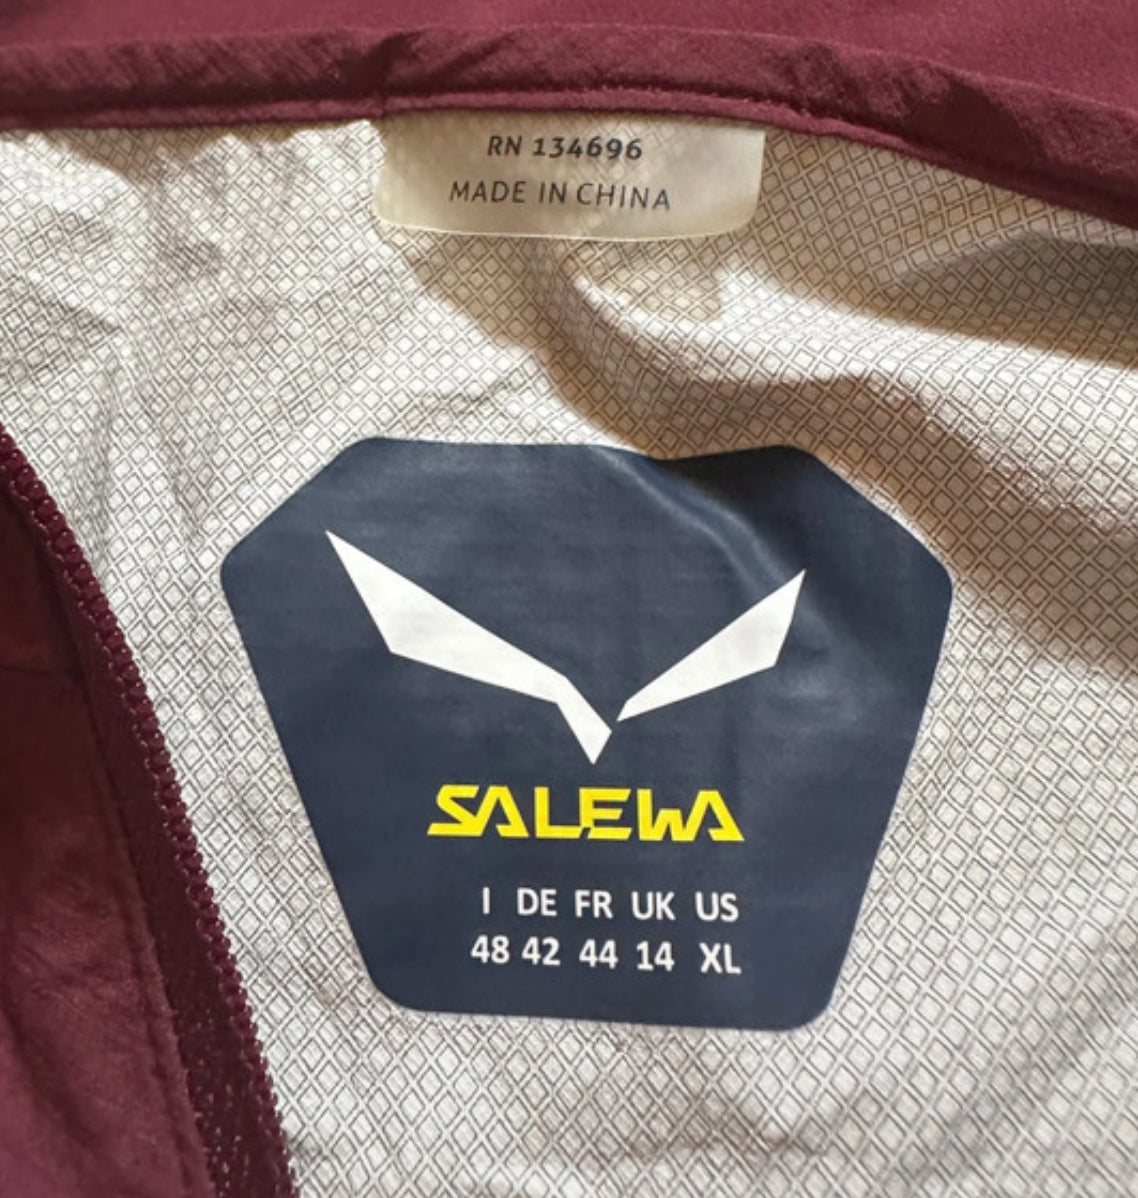 RN 134696
MADE IN CHINA
SALEWA
I DE FR UK US
48 42 44 14 XL